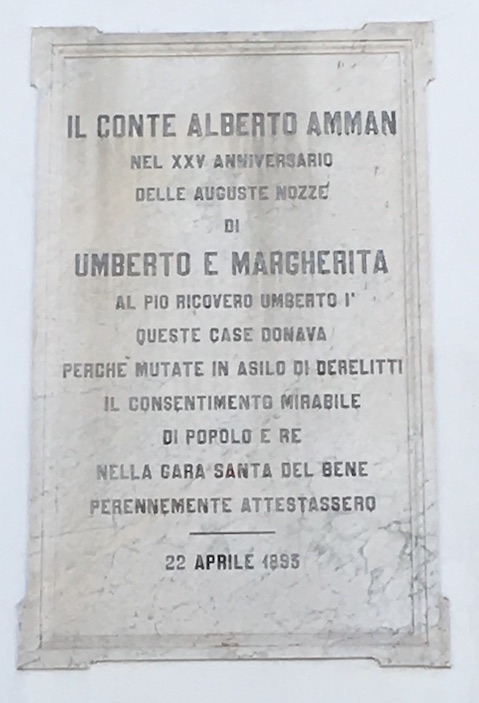 IL CONTE ALBERTO AMMAN
NEL XXV ANNIVERSARIO
DELLE AUGUSTE NOZZE
DI
UMBERTO E MARGHERITA
AL PIO RICOVERO UMBERTO I°
QUESTE CASE DONAVA
PERCHÈ MUTATE IN ASILO DI DERELITTI
IL CONSENTIMENTO MIRABILE
DI POPOLO E RE
NELLA GARA SANTA DEL BENE
PERENNEMENTE ATTESTASSERO
22 APRILE 1893